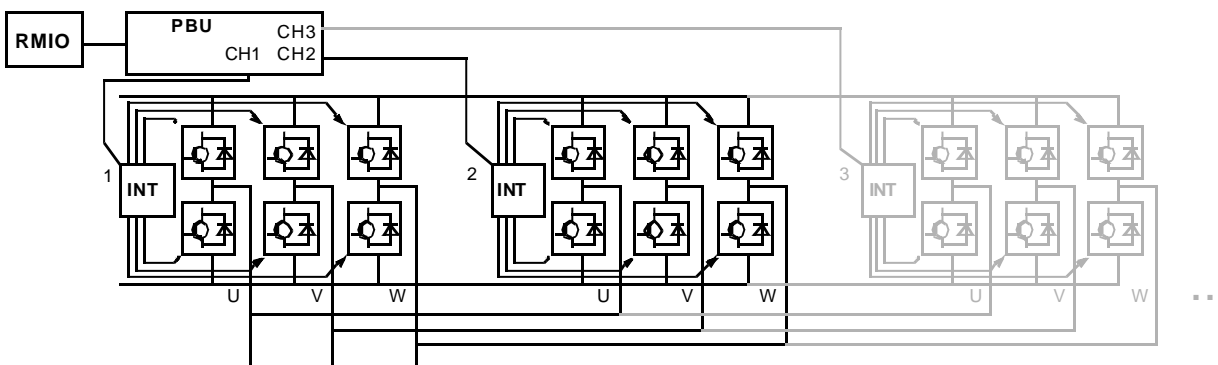 RMIO
PBU
CH3
CH1 CH2
1
INT
2
INT
3
INT
U V W
U V W
U V W
..